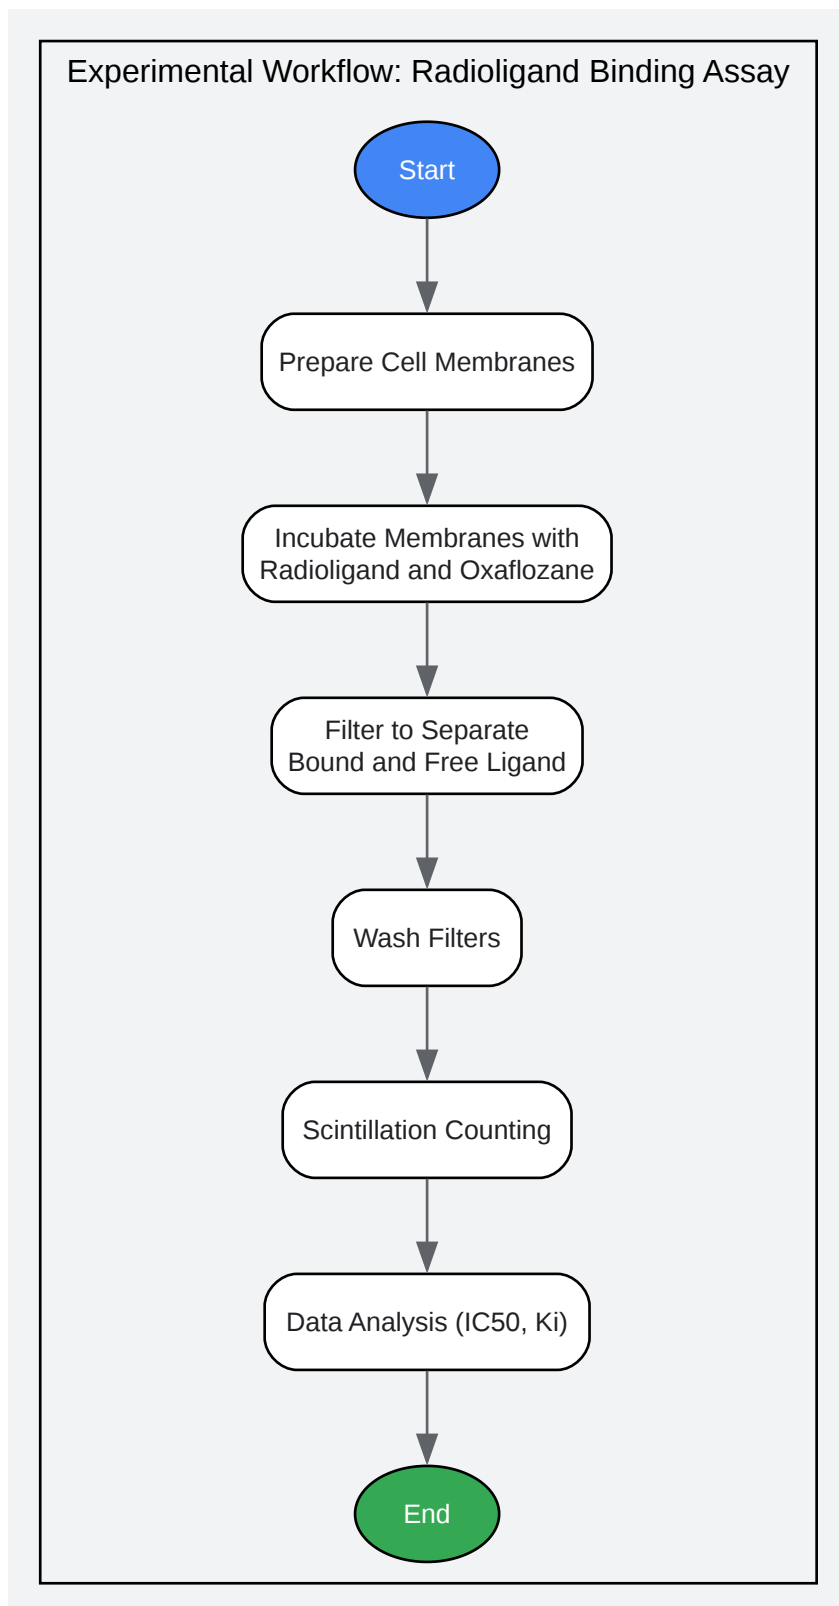 Experimental Workflow: Radioligand Binding Assay
Start
Prepare Cell Membranes
Incubate Membranes with
Radioligand and Oxaflozane
Filter to Separate
Bound and Free Ligand
Wash Filters
Scintillation Counting
Data Analysis (IC50, Ki)
End